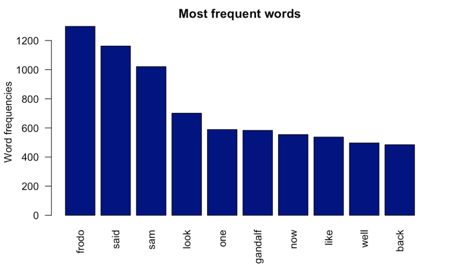 Most frequent words
Word frequencies
1200
1000
800
600
400
200
0
frodo
said
sam
look
one
gandalf
now
like
well
back